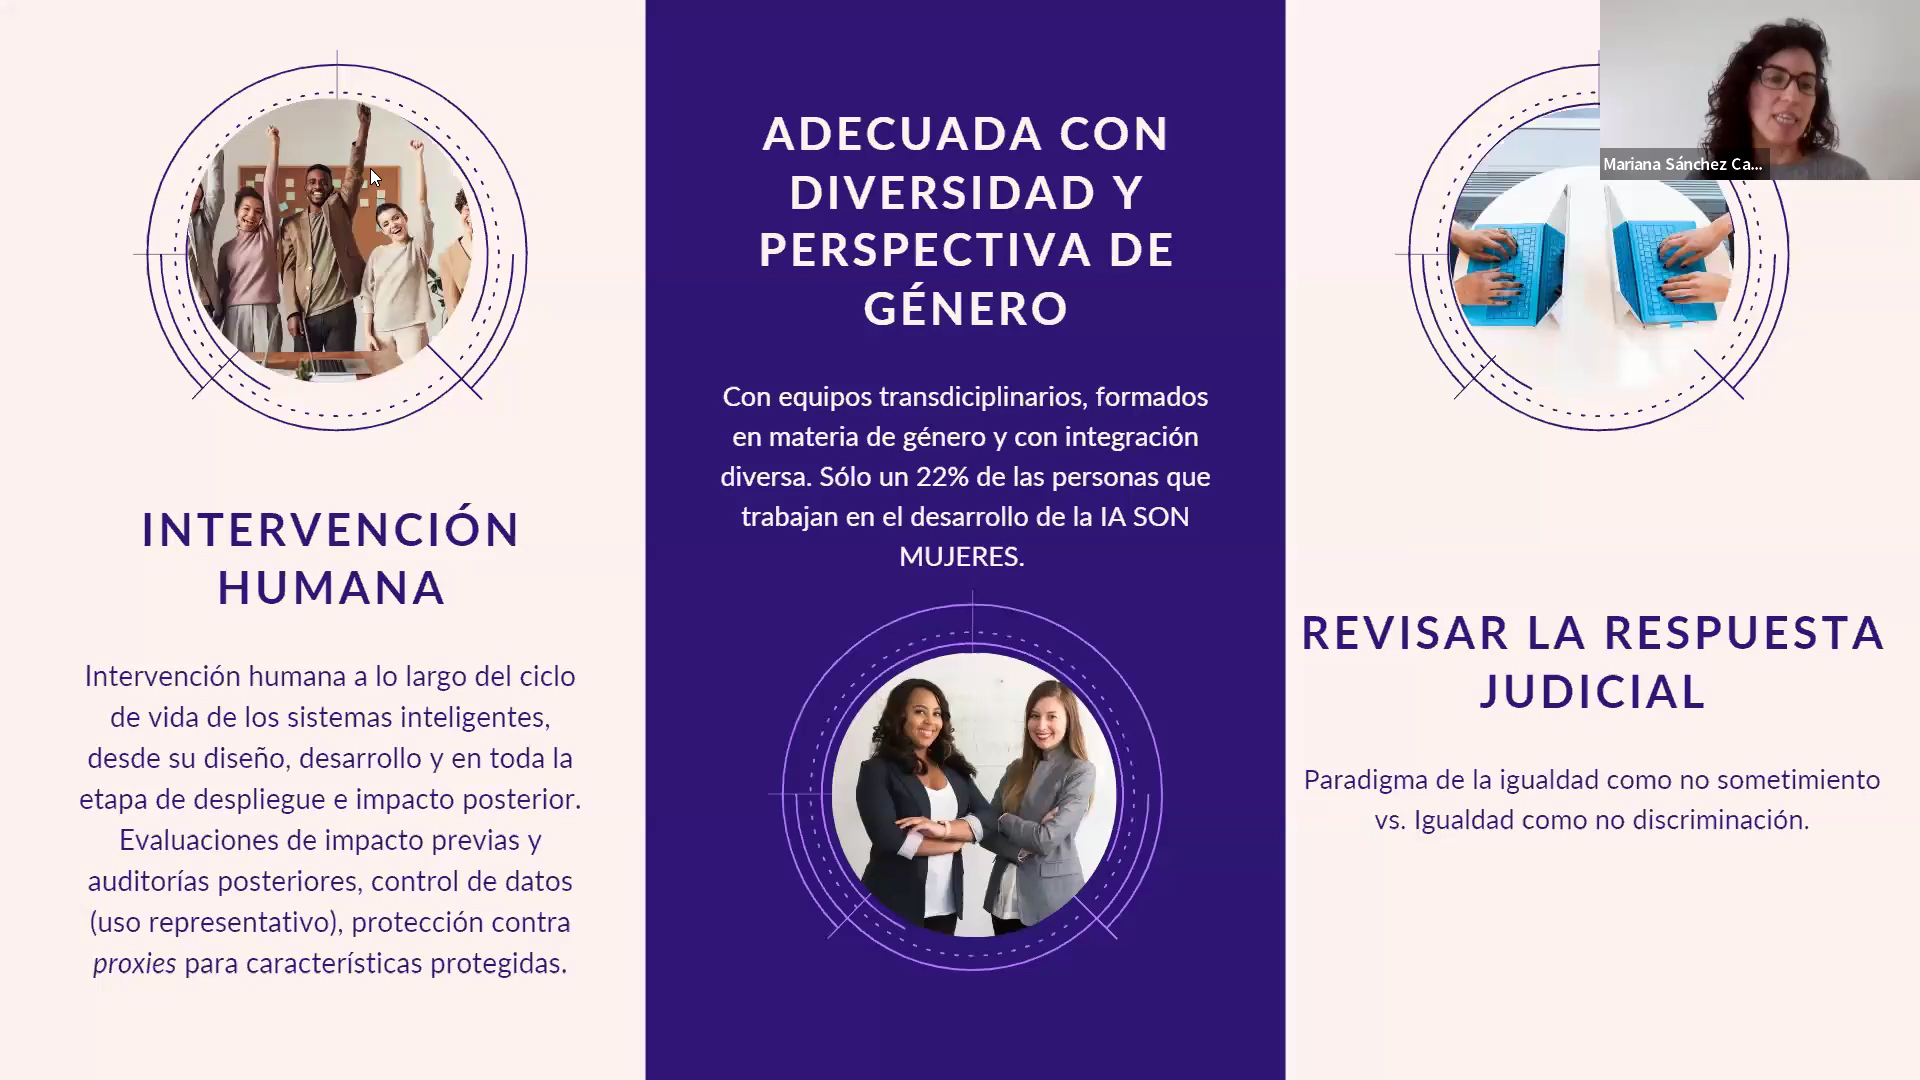 INTERVENCIÓN
HUMANA
Intervención humana a lo largo del ciclo
de vida de los sistemas inteligentes,
desde su diseño, desarrollo y en toda la
etapa de despliegue e impacto posterior.
Evaluaciones de impacto previas y
auditorías posteriores, control de datos
(uso representativo), protección contra
proxies para características protegidas.
ADECUADA CON
DIVERSIDAD Y
PERSPECTIVA DE
GÉNERO
Con equipos transdiciplinarios, formados
en materia de género y con integración
diversa. Sólo un 22% de las personas que
trabajan en el desarrollo de la IA SON
MUJERES.
Mariana Sánchez Ca...
REVISAR LA RESPUESTA
JUDICIAL
Paradigma de la igualdad como no sometimiento
vs. Igualdad como no discriminación.